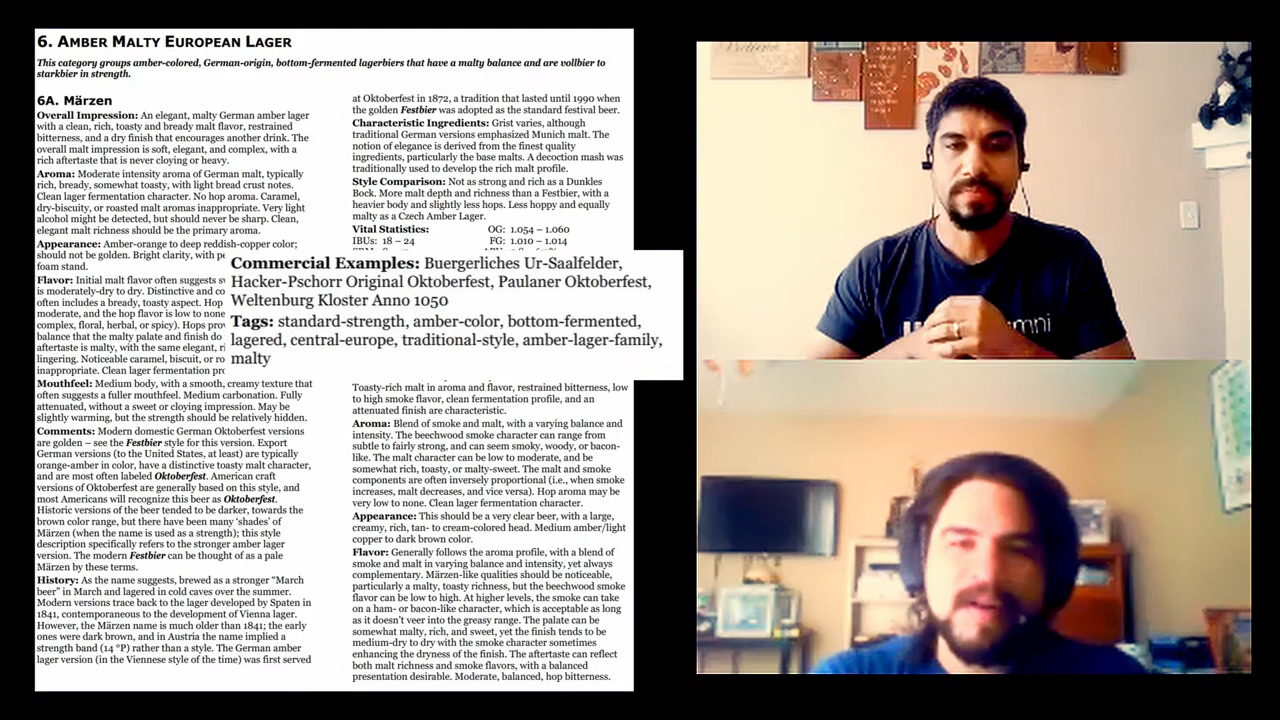 6. AMBER MALTY EUROPEAN LAGER
This category groups amber-colored, German-origin, bottom-fermented lagerbiers that have a malty balance and are vollbier to
starkbier in strength.
6A. Märzen
Overall Impression: An elegant, malty German amber lager
with a clean, rich, toasty and bready malt flavor, restrained
bitterness, and a dry finish that encourages another drink. The
overall malt impression is soft, elegant, and complex, with a
rich aftertaste that is never cloying or heavy.
Aroma: Moderate intensity aroma of German malt, typically
rich, bready, somewhat toasty, with light bread crust notes.
Clean lager fermentation character. No hop aroma. Caramel,
dry-biscuity, or roasted malt aromas inappropriate. Very light
alcohol might be detected, but should never be sharp. Clean,
elegant malt richness should be the primary aroma.
Appearance: Amber-orange to deep reddish-copper color;
should not be golden. Bright clarity, with
foam stand.
Flavor: Initial malt flavor often suggests
is moderately-dry to dry. Distinctive and
often includes a bready, toasty aspect. Hop
moderate, and the hop flavor is low to none
complex, floral, herbal, or spicy). Hops
balance that the malty palate and finish do
aftertaste is malty, with the same elegant,
lingering. Noticeable caramel, biscuit, or
inappropriate. Clean lager fermentation
Mouthfeel: Medium body, with a smooth, creamy texture that
often suggests a fuller mouthfeel. Medium carbonation. Fully
attenuated, without a sweet or cloying impression. May be
slightly warming, but the strength should be relatively hidden.
Comments: Modern domestic German Oktoberfest versions
are golden – see the Festbier style for this version. Export
German versions (to the United States, at least) are typically
orange-amber in color, have a distinctive toasty malt character,
and are most often labeled Oktoberfest. American craft
versions of Oktoberfest are generally based on this style, and
most Americans will recognize this beer as Oktoberfest.
Historic versions of the beer tended to be darker, towards the
brown color range, but there have been many ‘shades’ of
Märzen (when the name is used as a strength); this style
description specifically refers to the stronger amber lager
version. The modern Festbier can be thought of as a pale
Märzen by these terms.
History: As the name suggests, brewed as a stronger “March
beer” in March and lagered in cold caves over the summer.
Modern versions trace back to the lager developed by Spaten in
1841, contemporaneous to the development of Vienna lager.
However, the Märzen name is much older than 1841; the early
ones were dark brown, and in Austria the name implied a
strength band (14 °P) rather than a style. The German amber
lager version (in the Viennese style of the time) was first served
at Oktoberfest in 1872, a tradition that lasted until 1990 when
the golden Festbier was adopted as the standard festival beer.
Characteristic Ingredients: Grist varies, although
traditional German versions emphasized Munich malt. The
notion of elegance is derived from the finest quality
ingredients, particularly the base malts. A decoction mash was
traditionally used to develop the rich malt profile.
Style Comparison: Not as strong and rich as a Dunkles
Bock. More malt depth and richness than a Festbier, with a
heavier body and slightly less hops. Less hoppy and equally
malty as a Czech Amber Lager.
Vital Statistics: OG: 1.054 – 1.060
IBUs: 18 – 24 FG: 1.010 – 1.014
Commercial Examples: Buergerliches Ur-Saalfelder,
Hacker-Pschorr Original Oktoberfest, Paulaner Oktoberfest,
Weltenburg Kloster Anno 1050
Tags: standard-strength, amber-color, bottom-fermented,
lagered, central-europe, traditional-style, amber-lager-family,
malty
Toasty-rich malt in aroma and flavor, restrained bitterness, low
to high smoke flavor, clean fermentation profile, and an
attenuated finish are characteristic.
Aroma: Blend of smoke and malt, with a varying balance and
intensity. The beechwood smoke character can range from
subtle to fairly strong, and can seem smoky, woody, or bacon-
like. The malt character can be low to moderate, and be
somewhat rich, toasty, or malty-sweet. The malt and smoke
components are often inversely proportional (i.e., when smoke
increases, malt decreases, and vice versa). Hop aroma may be
very low to none. Clean lager fermentation character.
Appearance: This should be a very clear beer, with a large,
creamy, rich, tan- to cream-colored head. Medium amber/light
copper to dark brown color.
Flavor: Generally follows the aroma profile, with a blend of
smoke and malt in varying balance and intensity, yet always
complementary. Märzen-like qualities should be noticeable,
particularly a malty, toasty richness, but the beechwood smoke
flavor can be low to high. At higher levels, the smoke can take
on a ham- or bacon-like character, which is acceptable as long
as it doesn’t veer into the greasy range. The palate can be
somewhat malty, rich, and sweet, yet the finish tends to be
medium-dry to dry with the smoke character sometimes
enhancing the dryness of the finish. The aftertaste can reflect
both malt richness and smoke flavors, with a balanced
presentation desirable. Moderate, balanced, hop bitterness.